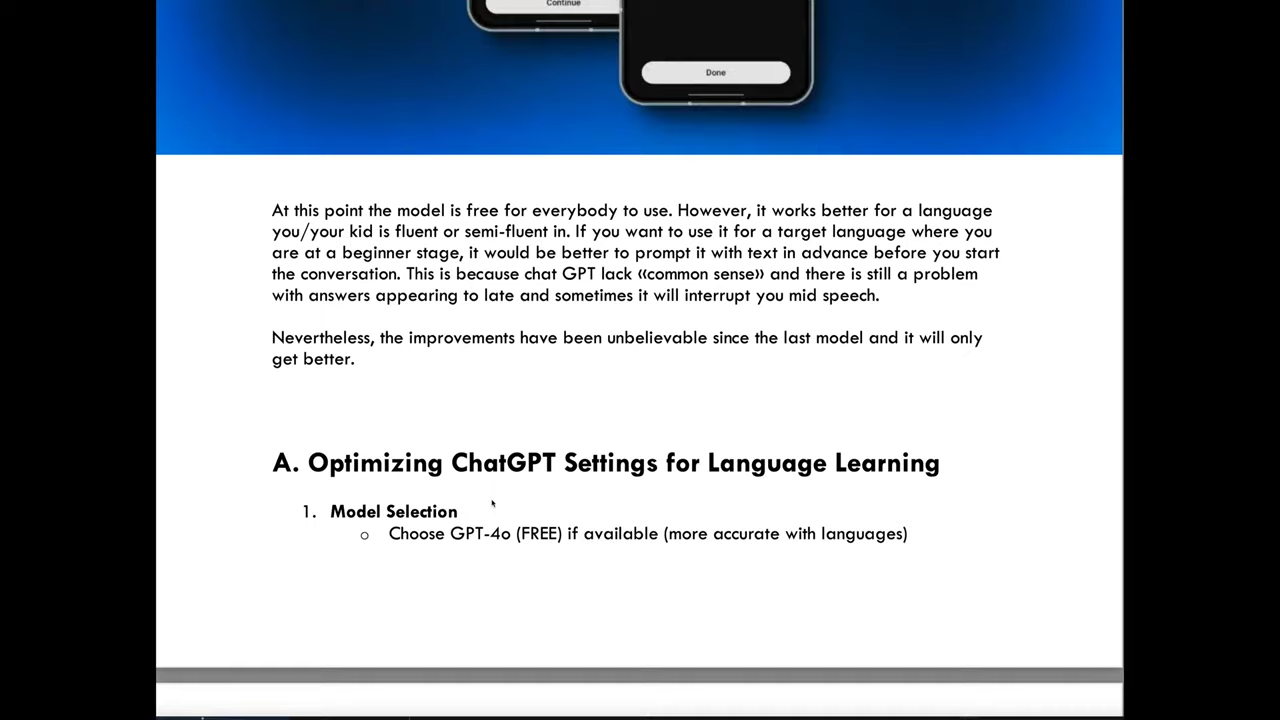 Continue
Done
At this point the model is free for everybody to use. However, it works better for a language
you/your kid is fluent or semi-fluent in. If you want to use it for a target language where you
are at a beginner stage, it would be better to prompt it with text in advance before you start
the conversation. This is because chat GPT lack «common sense» and there is still a problem
with answers appearing to late and sometimes it will interrupt you mid speech.
Nevertheless, the improvements have been unbelievable since the last model and it will only
get better.
A. Optimizing ChatGPT Settings for Language Learning
1. Model Selection
o Choose GPT-4o (FREE) if available (more accurate with languages)